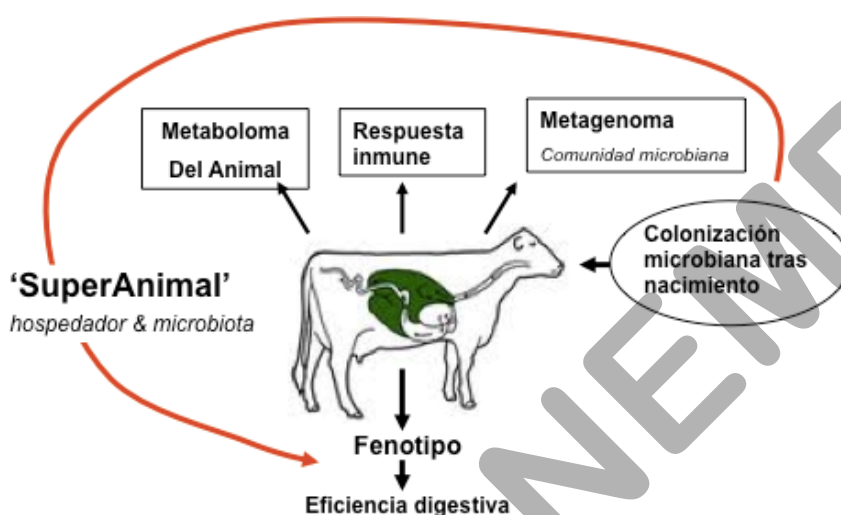 Metaboloma
Del Animal
Respuesta
inmune
Metagenoma
Comunidad microbiana
Colonización
microbiana tras
nacimiento
'SuperAnimal'
hospedador & microbiota
Fenotipo
Eficiencia digestiva